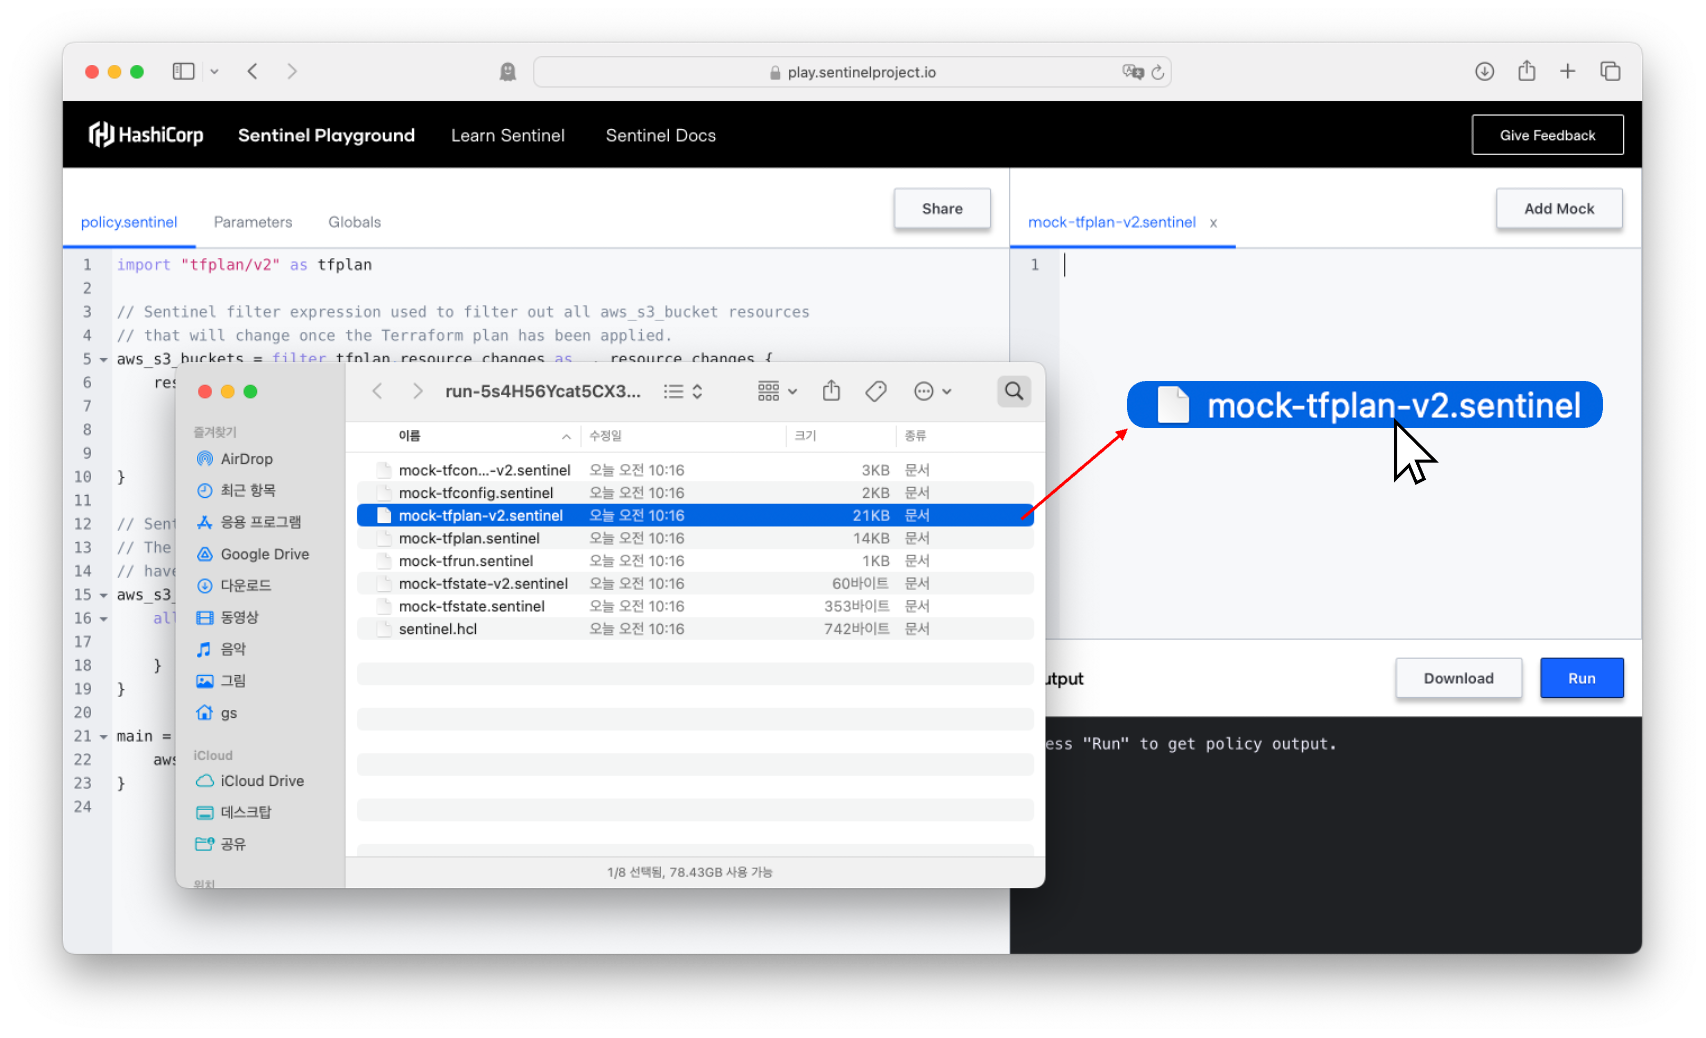 play.sentinelproject.io
HashiCorp
Sentinel Playground
Learn Sentinel
Sentinel Docs
Give Feedback
policy.sentinel
Parameters
Globals
Share
mock-tfplan-v2.sentinel x
Add Mock
1 import "tfplan/v2" as tfplan
2
3 // Sentinel filter expression used to filter out all aws_s3_bucket resources
4 // that will change once the Terraform plan has been applied.
5 aws_s3_buckets = filter tfplan.resource_changes as _, resource_changes {
6 res
7
8
9
10 }
11
12 // Sent
13 // The
14 // have
15 aws_s3_
16 all
17
18 }
19 }
20
21 main =
22 aws
23 }
24
1
mock-tfplan-v2.sentinel
run-5s4H56Ycat5CX3...
즐겨찾기
AirDrop
최근 항목
응용 프로그램
Google Drive
다운로드
동영상
음악
그림
gs
iCloud
iCloud Drive
데스크탑
공유
위치
이름 수정일 크기 종류
mock-tfcon...-v2.sentinel 오늘 오전 10:16 3KB 문서
mock-tfconfig.sentinel 오늘 오전 10:16 2KB 문서
mock-tfplan-v2.sentinel 오늘 오전 10:16 21KB 문서
mock-tfplan.sentinel 오늘 오전 10:16 14KB 문서
mock-tfrun.sentinel 오늘 오전 10:16 1KB 문서
mock-tfstate-v2.sentinel 오늘 오전 10:16 60바이트 문서
mock-tfstate.sentinel 오늘 오전 10:16 353바이트 문서
sentinel.hcl 오늘 오전 10:16 742바이트 문서
1/8 선택됨, 78.43GB 사용 가능
utput
Download
Run
ess "Run" to get policy output.